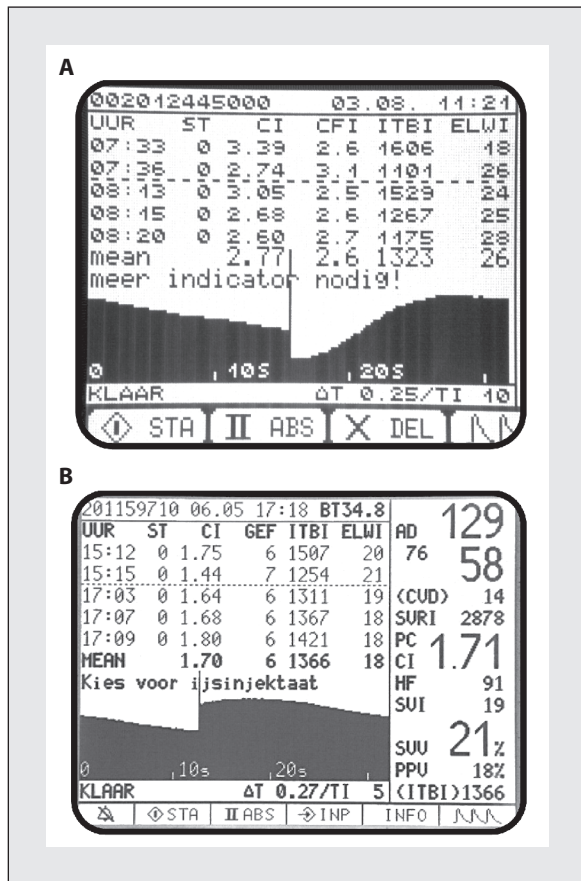 A
002012445000 03.08. 11:21
UUR ST CI CFI ITBI ELWI
07:33 0 3.39 2.6 1606 18
07:36 0 2.74 3.1 1101 26
08:13 0 3.05 2.5 1529 24
08:15 0 2.68 2.6 1267 25
08:20 0 2.60 2.7 1175 28
mean 2.77 2.6 1323 26
meer indicator nodig!
0 10S 20S
KLAAR ΔT 0.25/TI 10
STA ABS DEL
B
201159710 06.05 17:18 BT34.8
UUR ST CI GEF ITBI ELWI
15:12 0 1.75 6 1507 20
15:15 0 1.44 7 1254 21
17:03 0 1.64 6 1311 19
17:07 0 1.68 6 1367 18
17:09 0 1.80 6 1421 18
MEAN 1.70 6 1366 18
Kies voor ijsinjektaat
0 10s 20s
KLAAR ΔT 0.27/TI 5
STA ABS INP INFO
AD 129
76 58
(CVD) 14
SVRI 2878
PC
CI 1.71
HF 91
SVI 19
SVV 21%
PPV 18%
(ITBI)1366